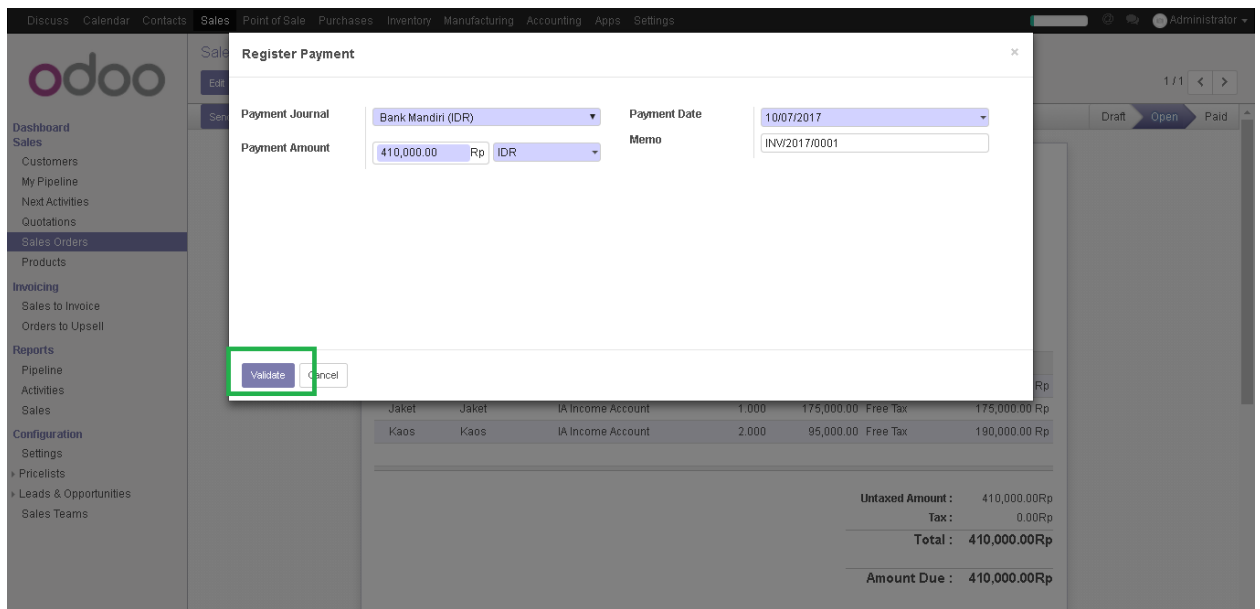 Discuss Calendar Contacts Sales Point of Sale Purchases Inventory Manufacturing Accounting Apps Settings Administrator
odoo
Dashboard
Sales
Customers
My Pipeline
Next Activities
Quotations
Sales Orders
Products
Invoicing
Sales to Invoice
Orders to Upsell
Reports
Pipeline
Activities
Sales
Configuration
Settings
Pricelists
Leads & Opportunities
Sales Teams
Sale
Edit
Sen
1 / 1
Draft Open Paid
Register Payment ×
Payment Journal Bank Mandiri (IDR) Payment Date 10/07/2017
Payment Amount 410,000.00 Rp IDR Memo INV/2017/0001
Validate Cancel
Rp
Jaket Jaket IA Income Account 1.000 175,000.00 Free Tax 175,000.00 Rp
Kaos Kaos IA Income Account 2.000 95,000.00 Free Tax 190,000.00 Rp
Untaxed Amount : 410,000.00Rp
Tax : 0.00Rp
Total : 410,000.00Rp
Amount Due : 410,000.00Rp